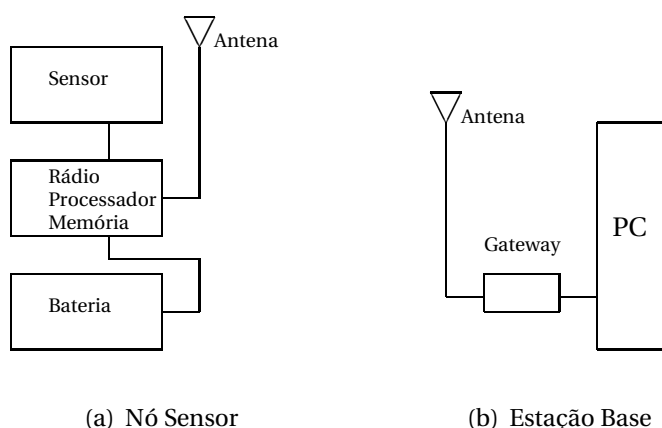 Antena
Sensor
Rádio
Processador
Memória
Bateria
(a) Nó Sensor
Antena
Gateway
PC
(b) Estação Base